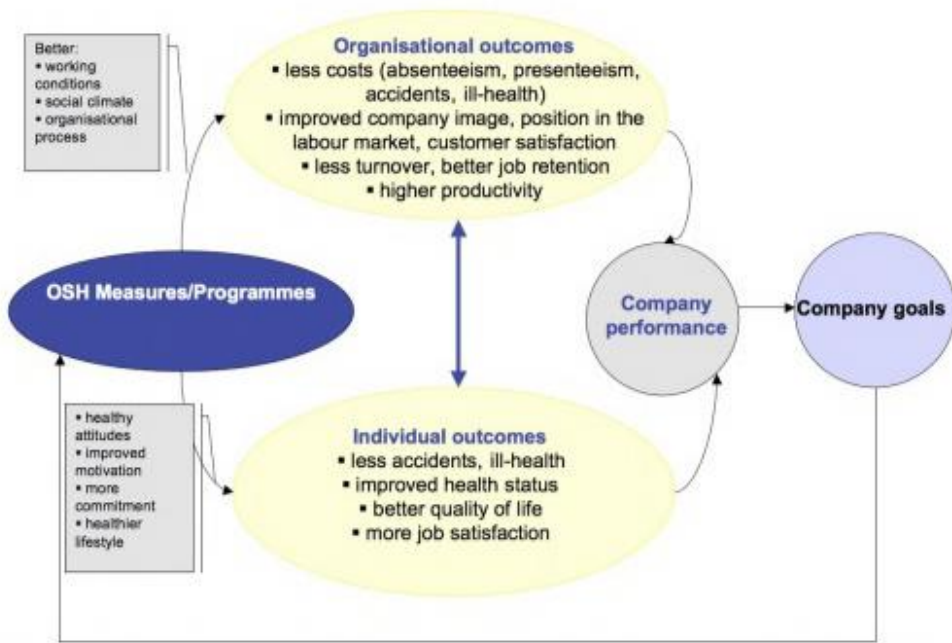 Better:
▪ working
conditions
▪ social climate
▪ organisational
process
Organisational outcomes
▪ less costs (absenteeism, presenteeism,
accidents, ill-health)
▪ improved company image, position in the
labour market, customer satisfaction
▪ less turnover, better job retention
▪ higher productivity
OSH Measures/Programmes
Company
performance
Company goals
▪ healthy
attitudes
▪ improved
motivation
▪ more
commitment
▪ healthier
lifestyle
Individual outcomes
▪ less accidents, ill-health
▪ improved health status
▪ better quality of life
▪ more job satisfaction